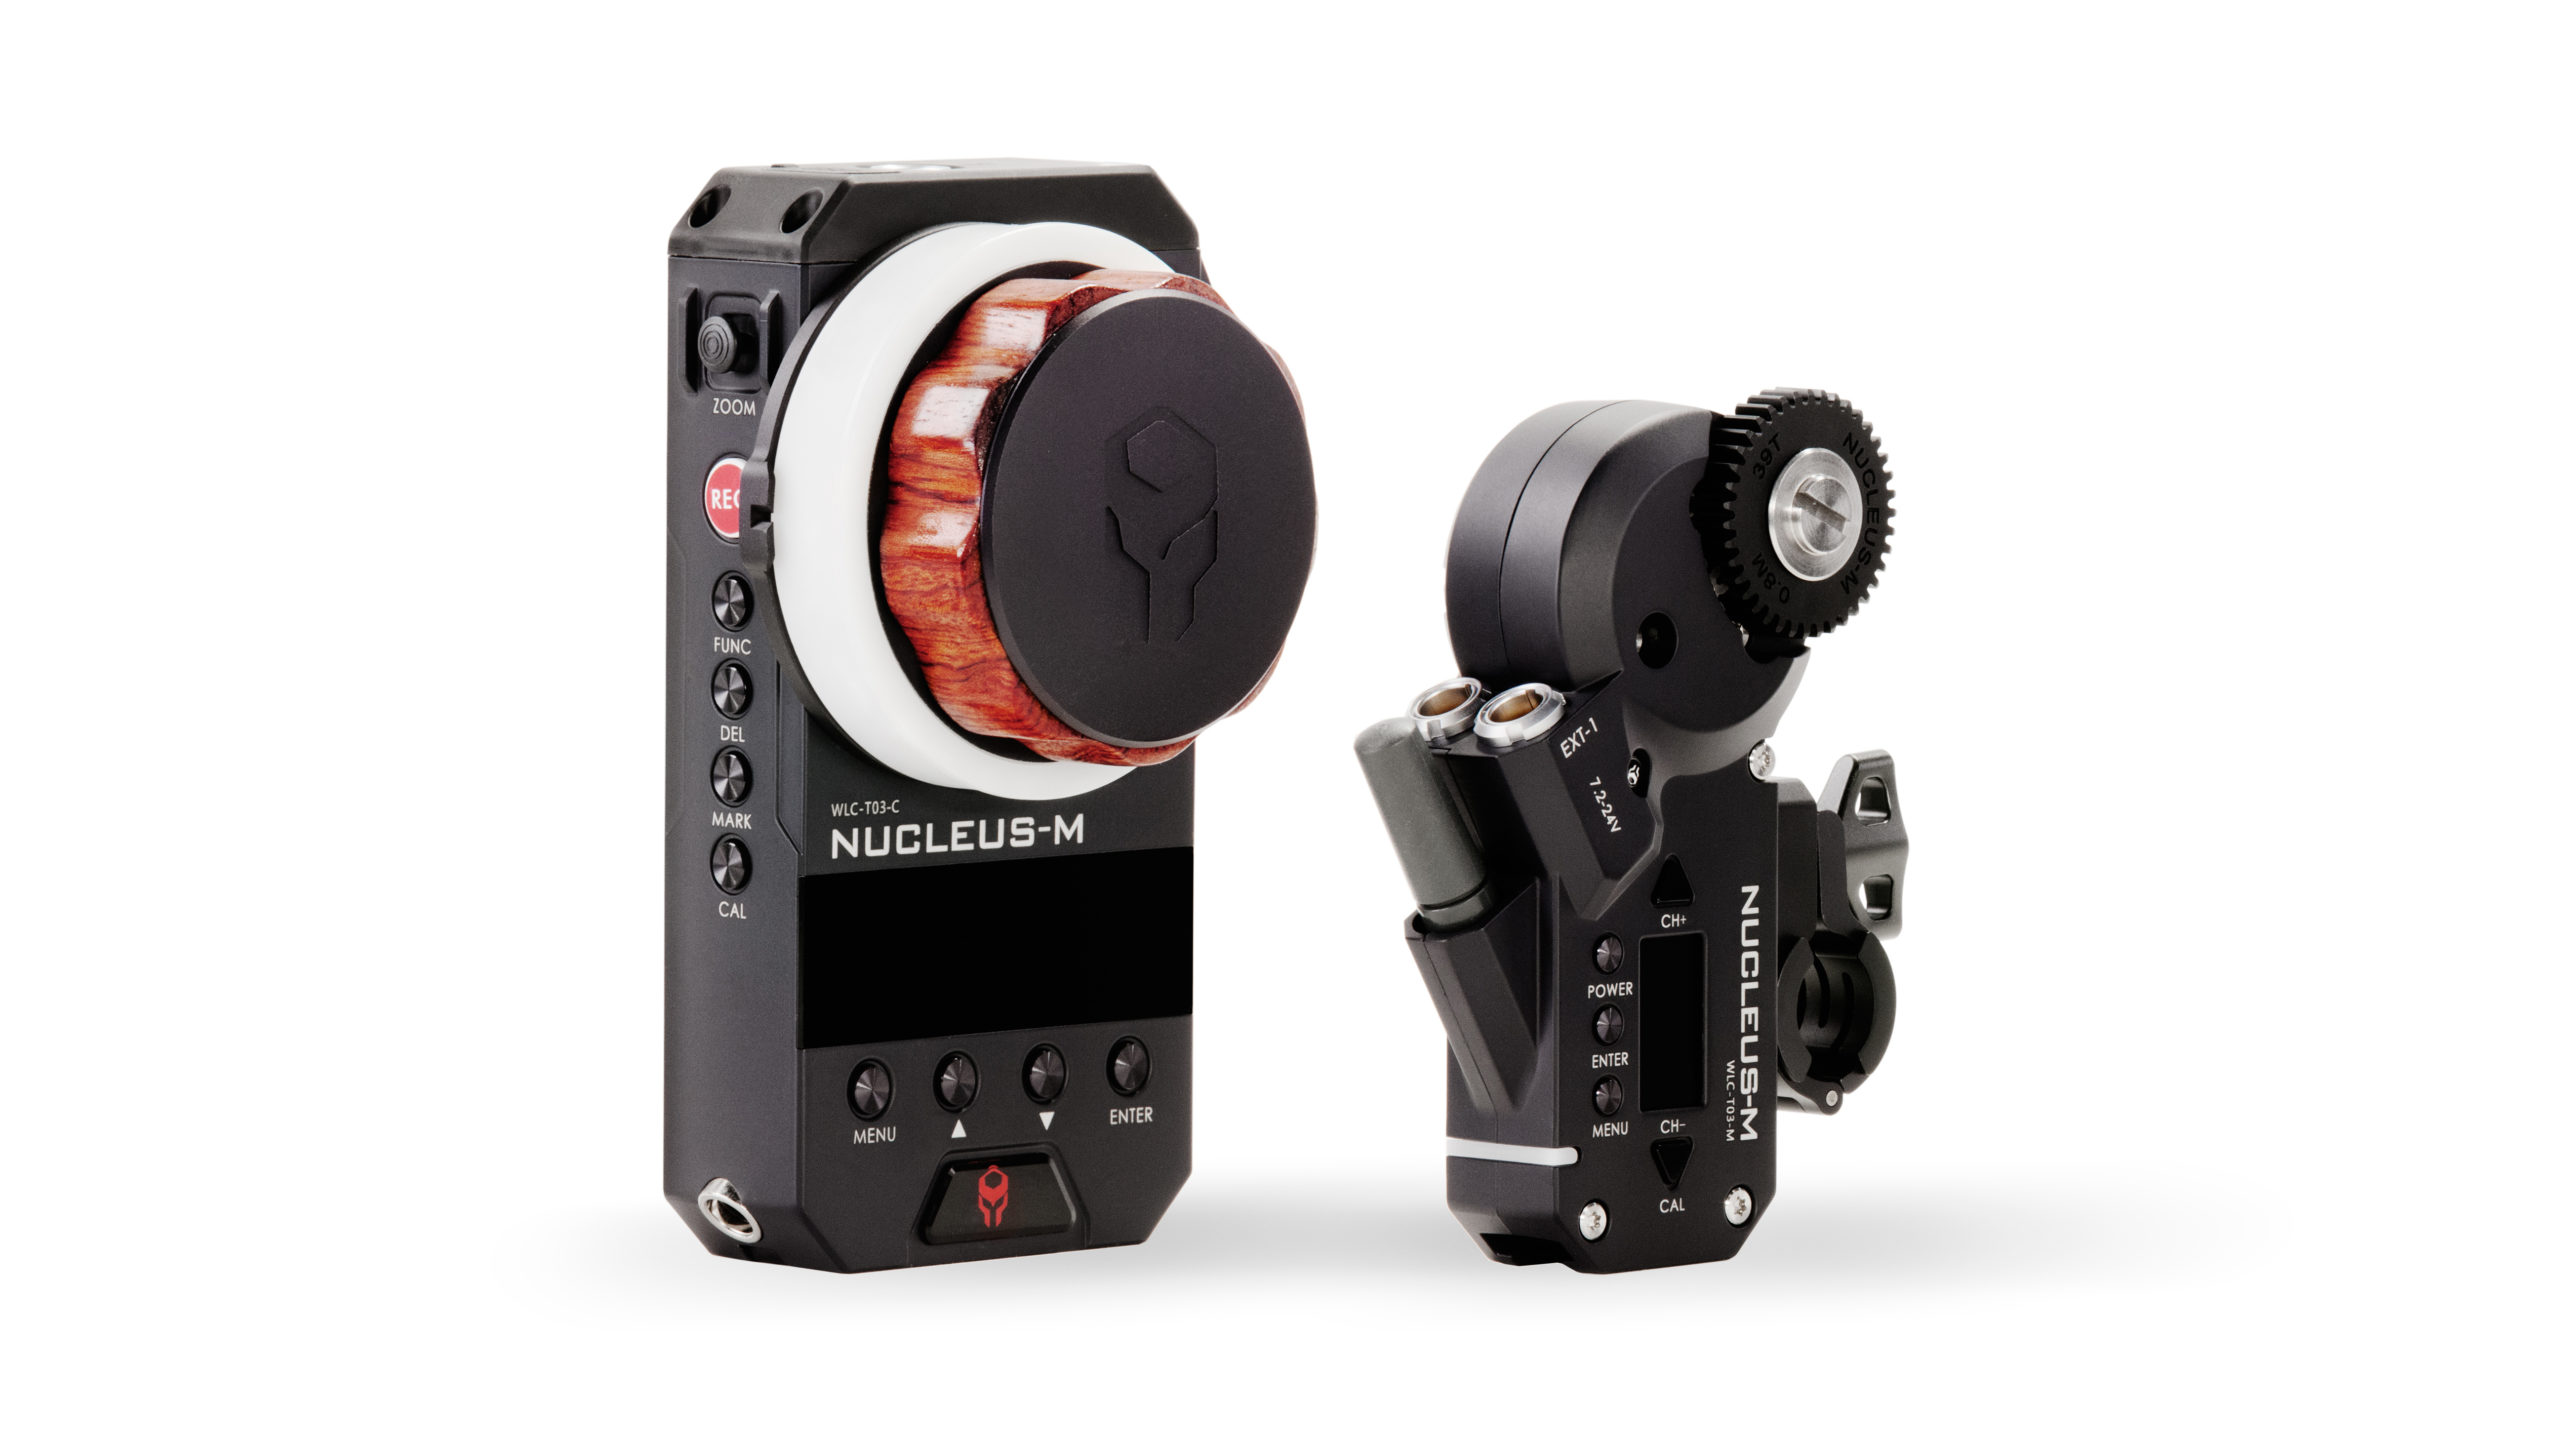 ZOOM
REC
FUNC
DEL
MARK
CAL
WLC-T03-C
NUCLEUS-M
MENU
▲
▼
ENTER
39T
NUCLEUS-M
0.8M
EXT-1
7.2-24V
CH+
POWER
ENTER
MENU
CH-
CAL
NUCLEUS-M
WLC-T03-M